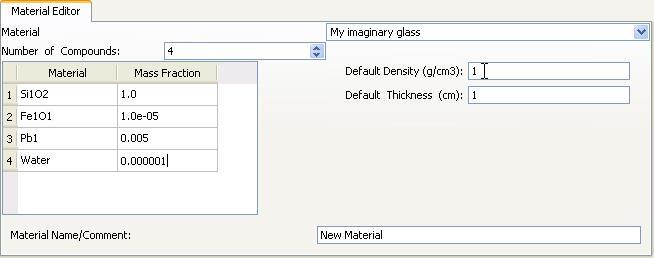 Material Editor
Material My imaginary glass
Number of Compounds: 4
Material Mass Fraction
1 Si1O2 1.0
2 Fe1O1 1.0e-05
3 Pb1 0.005
4 Water 0.000001
Default Density (g/cm3): 1
Default Thickness (cm): 1
Material Name/Comment: New Material